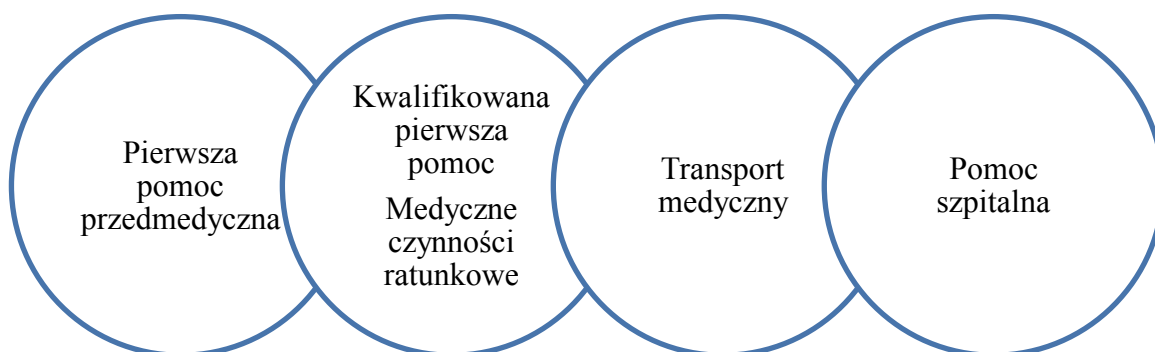 Pierwsza
pomoc
przedmedyczna
Kwalifikowana
pierwsza
pomoc
Medyczne
czynności
ratunkowe
Transport
medyczny
Pomoc
szpitalna